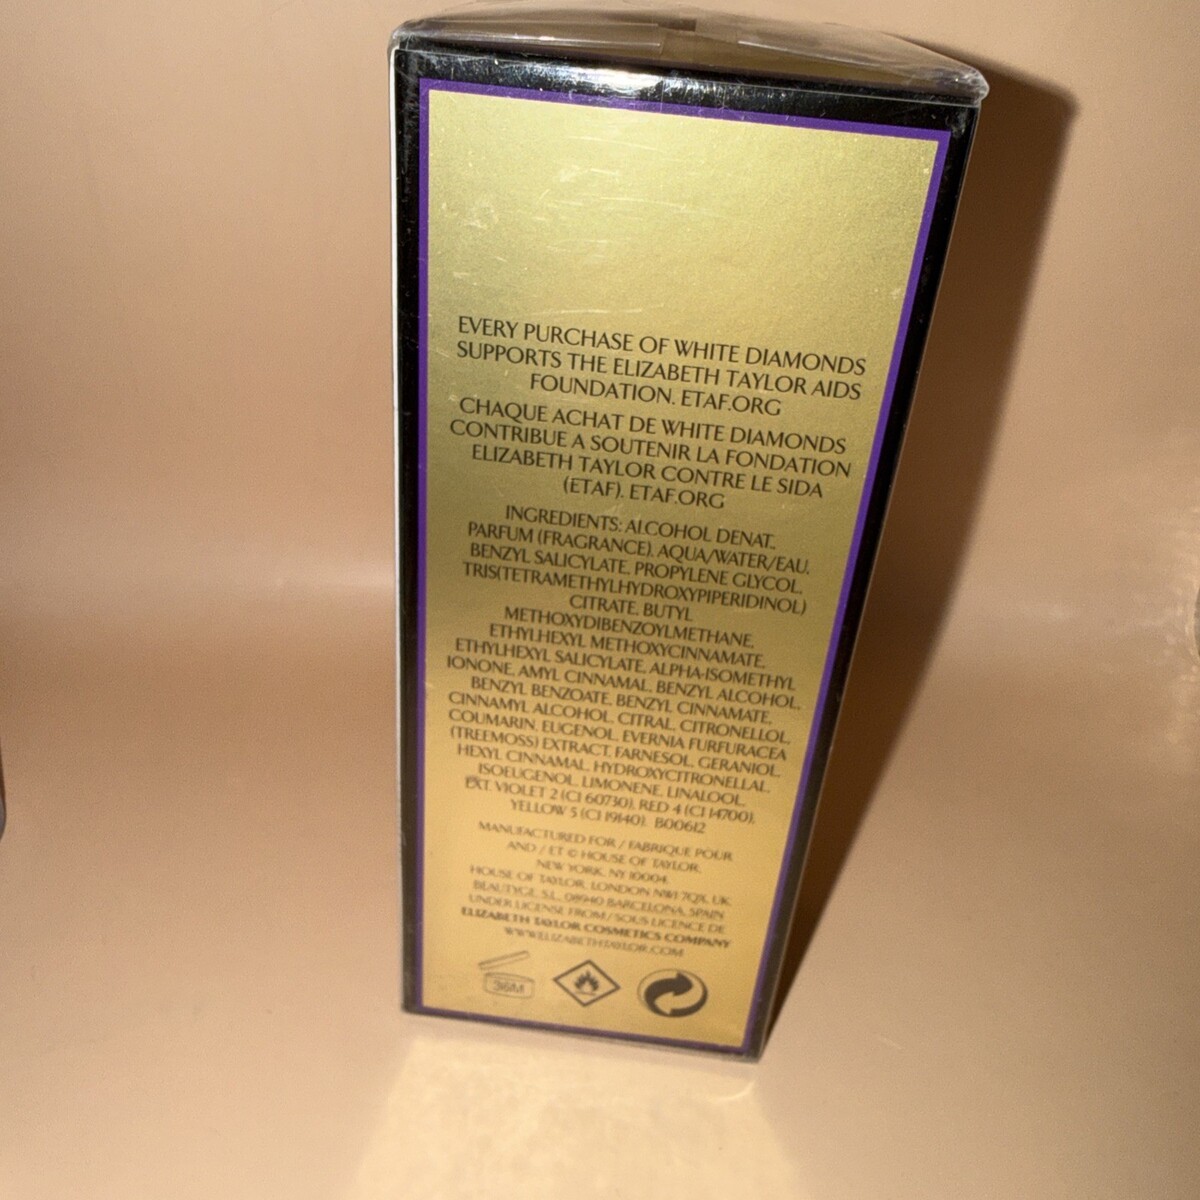 EVERY PURCHASE OF WHITE DIAMONDS
SUPPORTS THE ELIZABETH TAYLOR AIDS
FOUNDATION. ETAF.ORG
CHAQUE ACHAT DE WHITE DIAMONDS
CONTRIBUE A SOUTENIR LA FONDATION
ELIZABETH TAYLOR CONTRE LE SIDA
(ETAF). ETAF.ORG
INGREDIENTS: ALCOHOL DENAT.,
PARFUM (FRAGRANCE), AQUA/WATER/EAU,
BENZYL SALICYLATE, PROPYLENE GLYCOL,
TRIS(TETRAMETHYLHYDROXYPIPERIDINOL)
CITRATE, BUTYL
METHOXYDIBENZOYLMETHANE,
ETHYLHEXYL METHOXYCINNAMATE,
ETHYLHEXYL SALICYLATE, ALPHA-ISOMETHYL
IONONE, AMYL CINNAMAL, BENZYL ALCOHOL,
BENZYL BENZOATE, BENZYL CINNAMATE,
CINNAMYL ALCOHOL, CITRAL, CITRONELLOL,
COUMARIN, EUGENOL, EVERNIA FURFURACEA
(TREEMOSS) EXTRACT, FARNESOL, GERANIOL,
HEXYL CINNAMAL, HYDROXYCITRONELLAL,
ISOEUGENOL, LIMONENE, LINALOOL,
EXT. VIOLET 2 (CI 60730), RED 4 (CI 14700),
YELLOW 5 (CI 19140). B00612
MANUFACTURED FOR / FABRIQUE POUR
AND / ET © HOUSE OF TAYLOR,
NEW YORK, NY 10004.
HOUSE OF TAYLOR, LONDON NW1 7QX, UK.
BEAUTYGE, S.L., 08940 BARCELONA, SPAIN
UNDER LICENSE FROM / SOUS LICENCE DE
ELIZABETH TAYLOR COSMETICS COMPANY
WWW.ELIZABETHTAYLOR.COM
36M